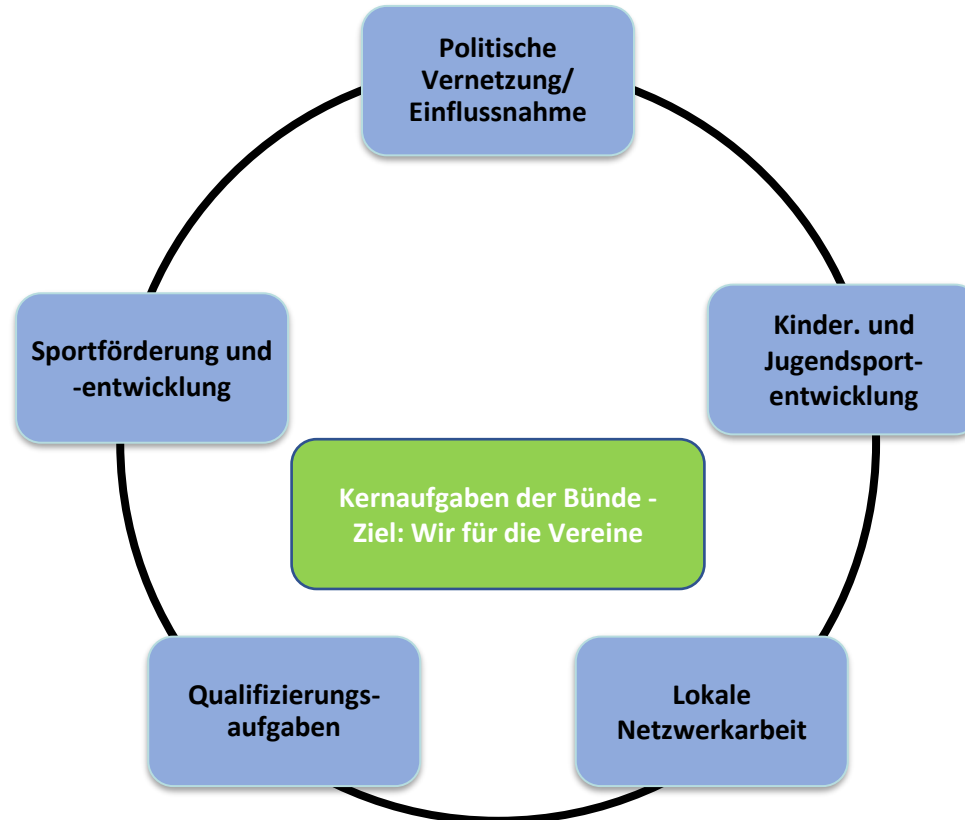 Politische
Vernetzung/
Einflussnahme
Sportförderung und
-entwicklung
Kinder. und
Jugendsport-
entwicklung
Kernaufgaben der Bünde -
Ziel: Wir für die Vereine
Qualifizierungs-
aufgaben
Lokale
Netzwerkarbeit